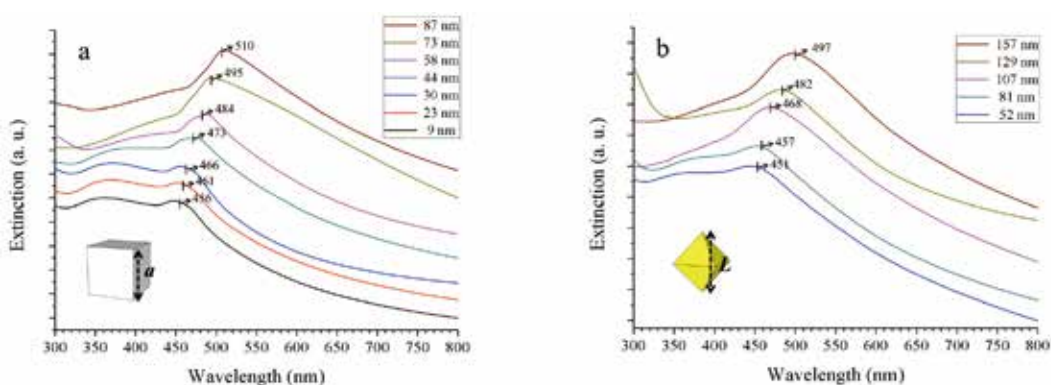 a
510
495
484
473
466
461
456
87 nm
73 nm
58 nm
44 nm
30 nm
23 nm
9 nm
a
Extinction (a. u.)
300 350 400 450 500 550 600 650 700 750 800
Wavelength (nm)
b
497
482
468
457
451
157 nm
129 nm
107 nm
81 nm
52 nm
L
Extinction (a. u.)
300 350 400 450 500 550 600 650 700 750 800
Wavelength (nm)